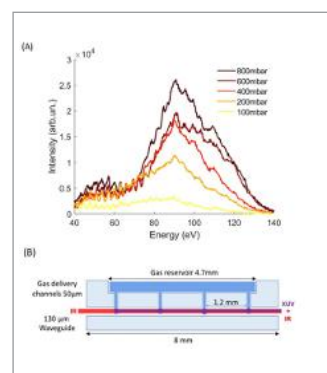 (A)
×10⁴
3
2.5
2
1.5
1
0.5
0
Intensity (arb.un.)
800mbar
600mbar
400mbar
200mbar
100mbar
40 60 80 100 120 140
Energy (eV)
(B)
Gas reservoir 4.7mm
Gas delivery
channels 50µm
1.2 mm
XUV
+
IR
IR
130 µm
Waveguide
8 mm